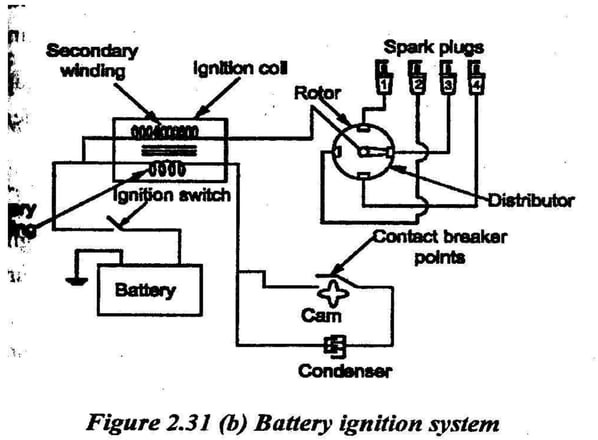 Secondary
winding
Ignition coil
Spark plugs
Rotor
1 2 3 4
Ignition switch
Distributor
Contact breaker
points
Battery
Cam
Condenser
Figure 2.31 (b) Battery ignition system